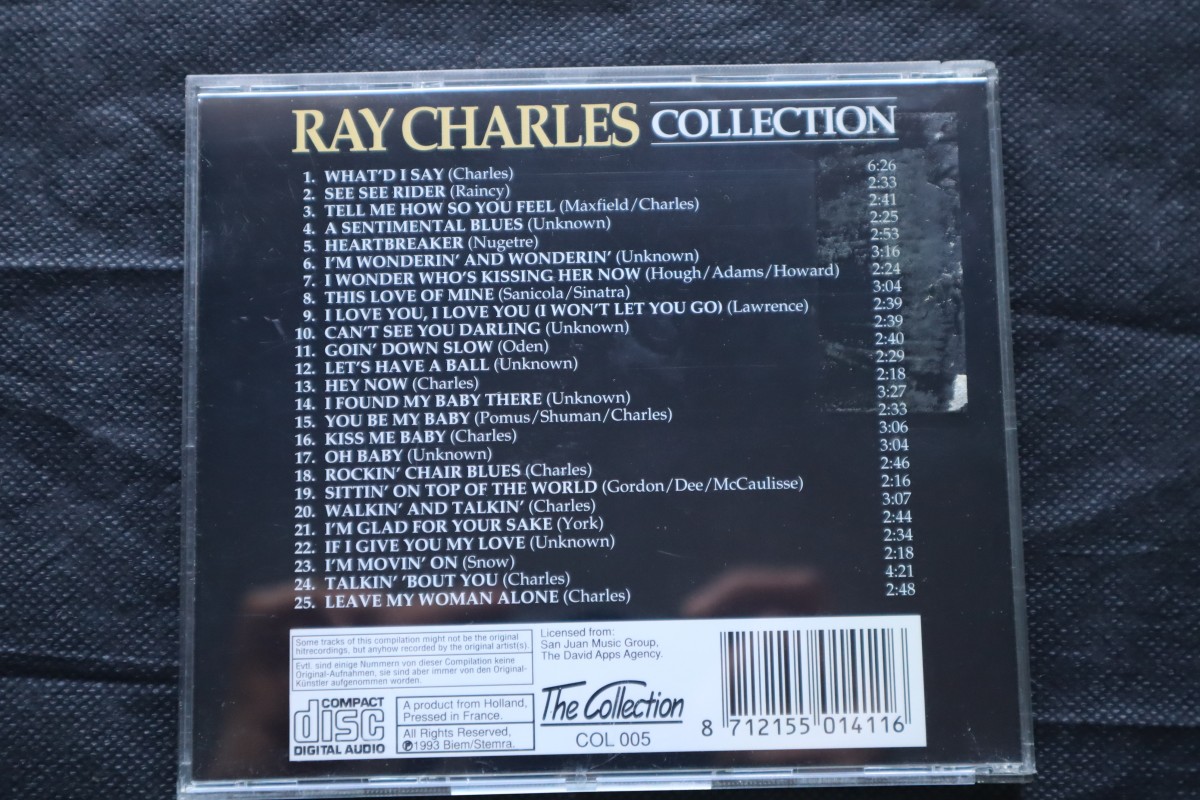 RAY CHARLES COLLECTION
1. WHAT'D I SAY (Charles) 6:26
2. SEE SEE RIDER (Raincy) 2:33
3. TELL ME HOW SO YOU FEEL (Maxfield/Charles) 2:41
4. A SENTIMENTAL BLUES (Unknown) 2:25
5. HEARTBREAKER (Nugetre) 2:53
6. I'M WONDERIN' AND WONDERIN' (Unknown) 3:16
7. I WONDER WHO'S KISSING HER NOW (Hough/Adams/Howard) 2:24
8. THIS LOVE OF MINE (Sanicola/Sinatra) 3:04
9. I LOVE YOU, I LOVE YOU (I WON'T LET YOU GO) (Lawrence) 2:39
10. CAN'T SEE YOU DARLING (Unknown) 2:39
11. GOIN' DOWN SLOW (Oden) 2:40
12. LET'S HAVE A BALL (Unknown) 2:29
13. HEY NOW (Charles) 2:18
14. I FOUND MY BABY THERE (Unknown) 3:27
15. YOU BE MY BABY (Pomus/Shuman/Charles) 2:33
16. KISS ME BABY (Charles) 3:06
17. OH BABY (Unknown) 3:04
18. ROCKIN' CHAIR BLUES (Charles) 2:46
19. SITTIN' ON TOP OF THE WORLD (Gordon/Dee/McCaulisse) 2:16
20. WALKIN' AND TALKIN' (Charles) 3:07
21. I'M GLAD FOR YOUR SAKE (York) 2:44
22. IF I GIVE YOU MY LOVE (Unknown) 2:34
23. I'M MOVIN' ON (Snow) 2:18
24. TALKIN' 'BOUT YOU (Charles) 4:21
25. LEAVE MY WOMAN ALONE (Charles) 2:48
Some tracks of this compilation might not be the original
hitrecordings, but anyhow recorded by the original artist(s).
Evtl. sind einige Nummern von dieser Compilation keine
Original-Aufnahmen, sie sind aber immer von den Original-
Künstler aufgenommen worden.
COMPACT
disc
DIGITAL AUDIO
A product from Holland,
Pressed in France.
All Rights Reserved,
℗1993 Biem/Stemra.
Licensed from:
San Juan Music Group,
The David Apps Agency.
The Collection
COL 005
8 712155 014116